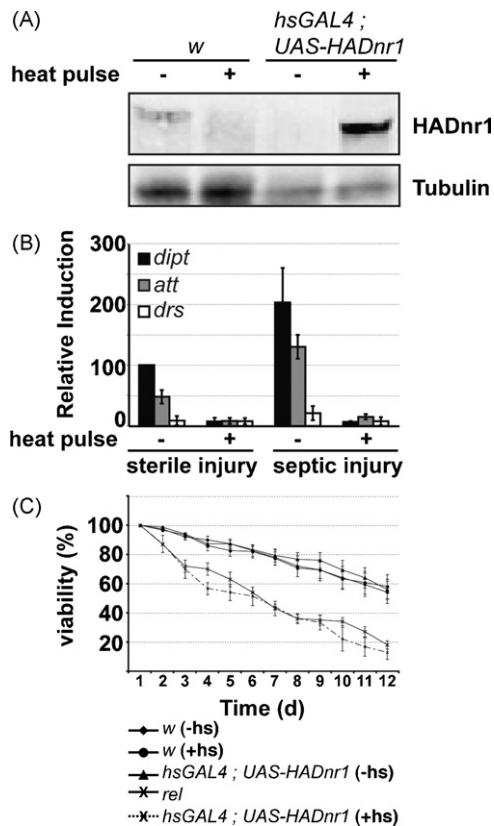 (A)
hsGAL4 ;
w UAS-HADnr1
heat pulse - + - +
HADnr1
Tubulin
(B)
300
200
100
0
Relative Induction
dipt
att
drs
heat pulse - + - +
sterile injury septic injury
(C)
100
80
60
40
20
viability (%)
1 2 3 4 5 6 7 8 9 10 11 12
Time (d)
w (-hs)
w (+hs)
hsGAL4 ; UAS-HADnr1 (-hs)
rel
hsGAL4 ; UAS-HADnr1 (+hs)